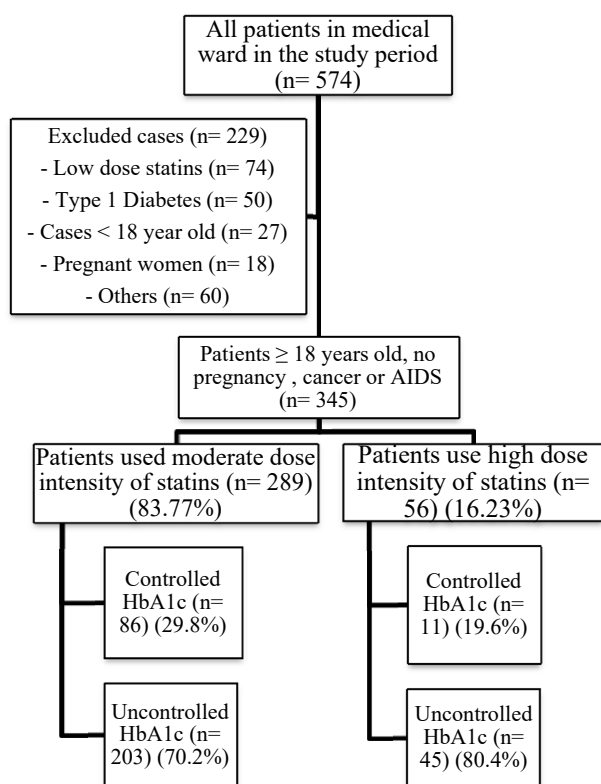 All patients in medical
ward in the study period
(n= 574)
Excluded cases (n= 229)
- Low dose statins (n= 74)
- Type 1 Diabetes (n= 50)
- Cases < 18 year old (n= 27)
- Pregnant women (n= 18)
- Others (n= 60)
Patients ≥ 18 years old, no
pregnancy , cancer or AIDS
(n= 345)
Patients used moderate dose
intensity of statins (n= 289)
(83.77%)
Patients use high dose
intensity of statins (n=
56) (16.23%)
Controlled
HbA1c (n=
86) (29.8%)
Controlled
HbA1c (n=
11) (19.6%)
Uncontrolled
HbA1c (n=
203) (70.2%)
Uncontrolled
HbA1c (n=
45) (80.4%)